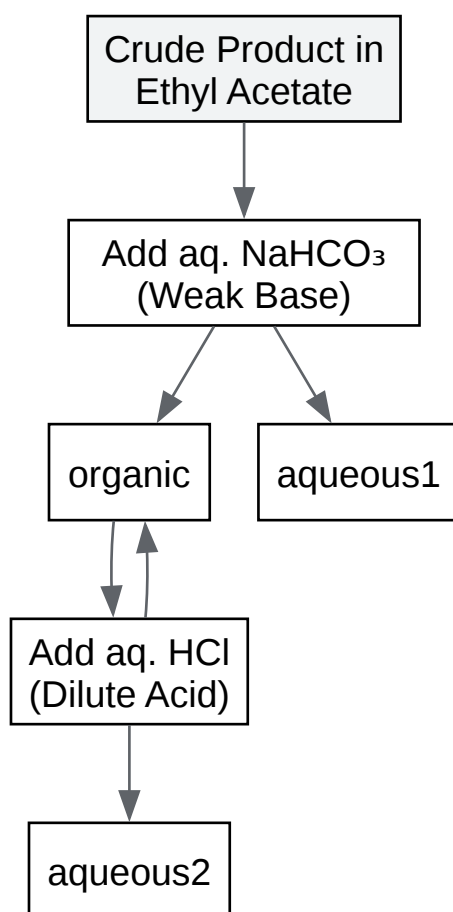 Crude Product in
Ethyl Acetate
Add aq. NaHCO₃
(Weak Base)
organic
aqueous1
Add aq. HCl
(Dilute Acid)
aqueous2